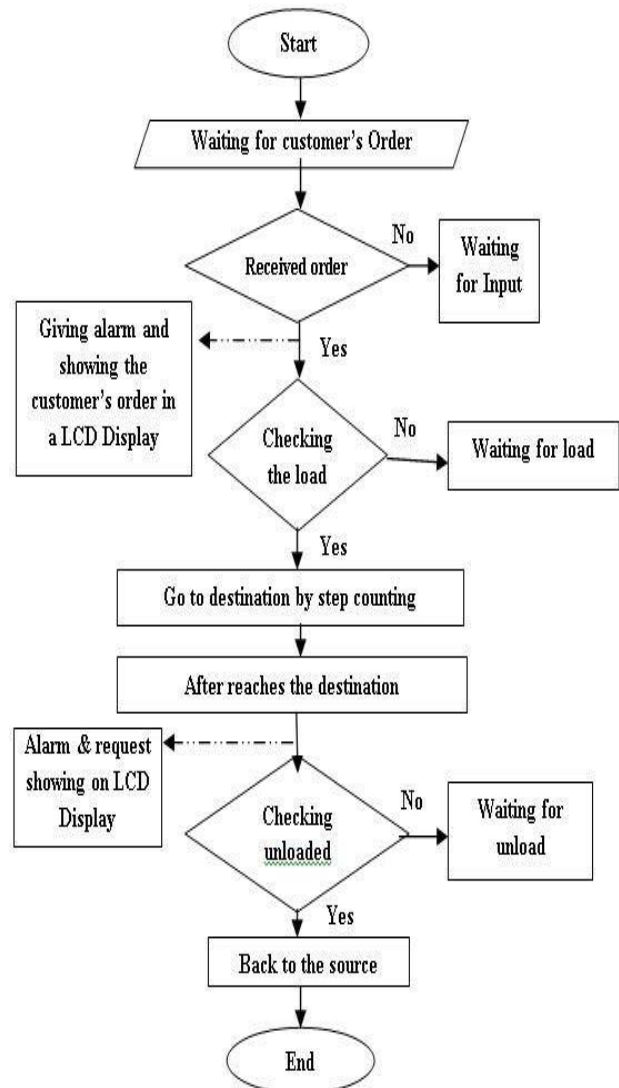 Start
Waiting for customer's Order
Received order
No
Waiting
for Input
Giving alarm and
showing the
customer's order in
a LCD Display
Yes
Checking
the load
No
Waiting for load
Yes
Go to destination by step counting
After reaches the destination
Alarm & request
showing on LCD
Display
Checking
unloaded
No
Waiting for
unload
Yes
Back to the source
End